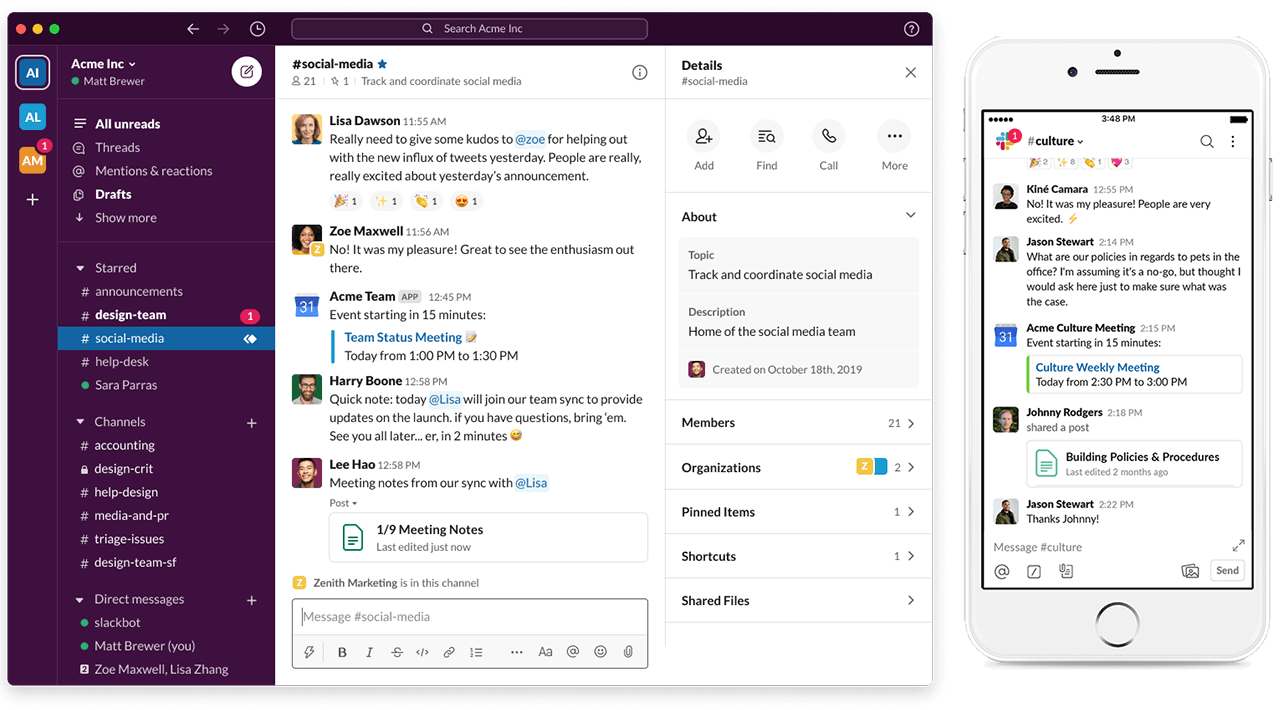 Search Acme Inc
AI
AL
AM
1
Acme Inc
Matt Brewer
All unreads
Threads
Mentions & reactions
Drafts
Show more
Starred
# announcements
# design-team 1
# social-media
# help-desk
Sara Parras
Channels
# accounting
design-crit
# help-design
# media-and-pr
# triage-issues
# design-team-sf
Direct messages
slackbot
Matt Brewer (you)
2 Zoe Maxwell, Lisa Zhang
#social-media
21 | 1 | Track and coordinate social media
Lisa Dawson 11:55 AM
Really need to give some kudos to @zoe for helping out
with the new influx of tweets yesterday. People are really,
really excited about yesterday’s announcement.
🎉 1 ✨ 1 👏 1 😍 1
Zoe Maxwell 11:56 AM
Z
No! It was my pleasure! Great to see the enthusiasm out
there.
31
Acme Team APP 12:45 PM
Event starting in 15 minutes:
Team Status Meeting 📝
Today from 1:00 PM to 1:30 PM
Harry Boone 12:58 PM
Quick note: today @Lisa will join our team sync to provide
updates on the launch. if you have questions, bring ‘em.
See you all later... er, in 2 minutes 😅
Lee Hao 12:58 PM
Meeting notes from our sync with @Lisa
Post
1/9 Meeting Notes
Last edited just now
Z Zenith Marketing is in this channel
Message #social-media
B I S </> Aa @
Details
#social-media
Add
Find
Call
More
About
Topic
Track and coordinate social media
Description
Home of the social media team
Created on October 18th, 2019
Members 21
Organizations Z 2
Pinned Items 1
Shortcuts 1
Shared Files
3:48 PM
1
#culture
🎉 2 ✨ 8 👏 1 💖 3
Kiné Camara 12:55 PM
No! It was my pleasure! People are very
excited. ⚡
Jason Stewart 2:14 PM
What are our policies in regards to pets in the
office? I'm assuming it's a no-go, but thought I
would ask here just to make sure what was
the case.
31
Acme Culture Meeting 2:15 PM
Event starting in 15 minutes:
Culture Weekly Meeting
Today from 2:30 PM to 3:00 PM
Johnny Rodgers 2:18 PM
shared a post
Building Policies & Procedures
Last edited 2 months ago
Jason Stewart 2:22 PM
Thanks Johnny!
Message #culture
@ Send